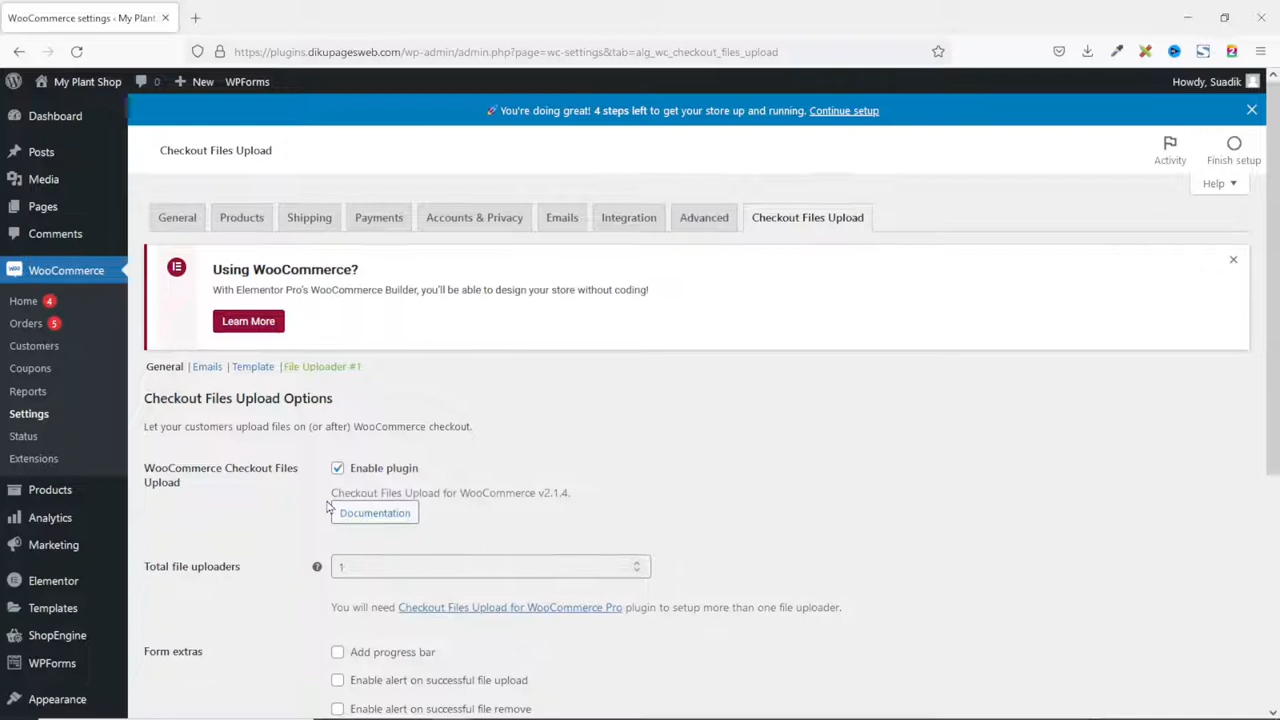 WooCommerce settings ‹ My Plant
https://plugins.dikupagesweb.com/wp-admin/admin.php?page=wc-settings&tab=alg_wc_checkout_files_upload
My Plant Shop
0
New
WPForms
Howdy, Suadik
🚀 You're doing great! 4 steps left to get your store up and running. Continue setup
Dashboard
Posts
Media
Pages
Comments
WooCommerce
Home 4
Orders 5
Customers
Coupons
Reports
Settings
Status
Extensions
Products
Analytics
Marketing
Elementor
Templates
ShopEngine
WPForms
Appearance
Checkout Files Upload
Activity
Finish setup
Help
General
Products
Shipping
Payments
Accounts & Privacy
Emails
Integration
Advanced
Checkout Files Upload
Using WooCommerce?
With Elementor Pro's WooCommerce Builder, you'll be able to design your store without coding!
Learn More
General | Emails | Template | File Uploader #1
Checkout Files Upload Options
Let your customers upload files on (or after) WooCommerce checkout.
WooCommerce Checkout Files
Upload
Enable plugin
Checkout Files Upload for WooCommerce v2.1.4.
Documentation
Total file uploaders
?
1
You will need Checkout Files Upload for WooCommerce Pro plugin to setup more than one file uploader.
Form extras
Add progress bar
Enable alert on successful file upload
Enable alert on successful file remove